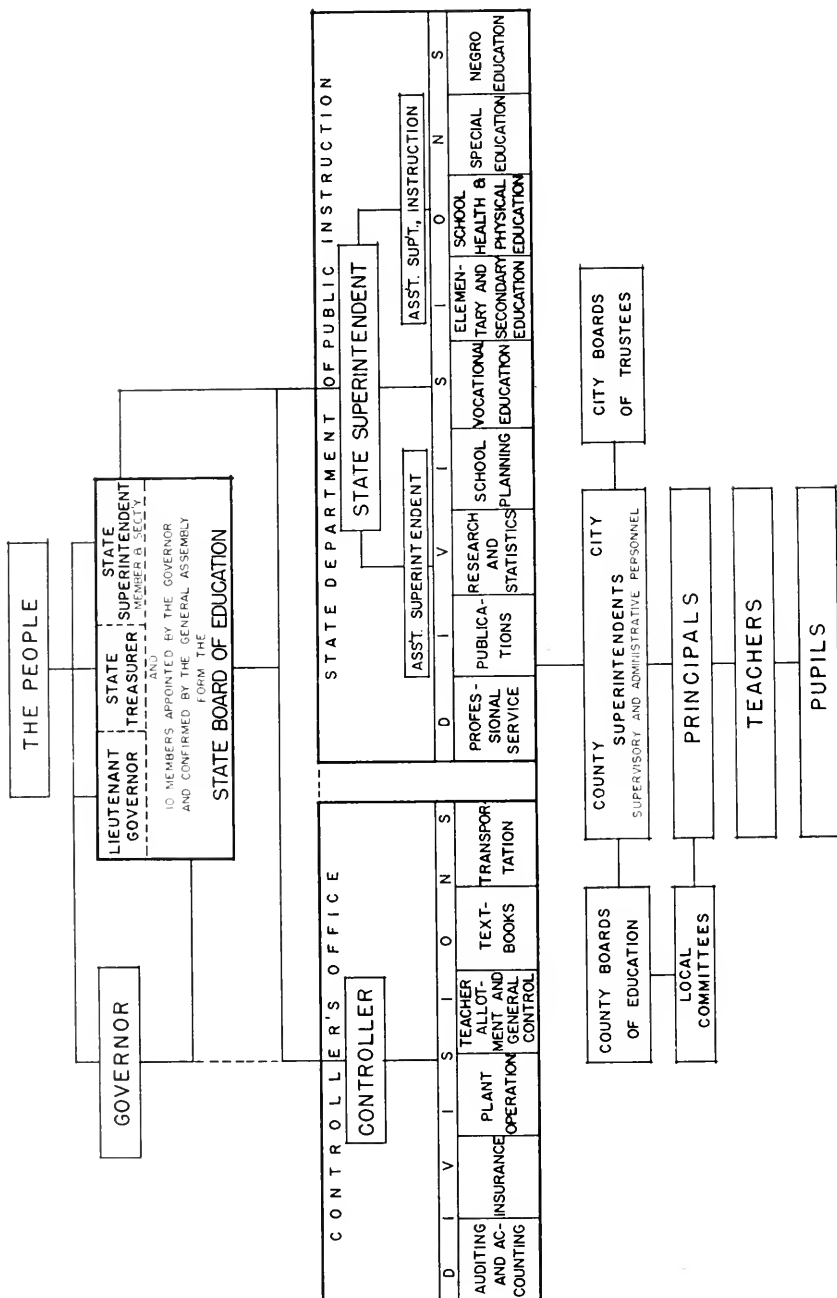 THE PEOPLE
GOVERNOR
LIEUTENANT
GOVERNOR
STATE
TREASURER
STATE
SUPERINTENDENT
MEMBER & SECT'Y
AND
10 MEMBERS APPOINTED BY THE GOVERNOR
AND CONFIRMED BY THE GENERAL ASSEMBLY
FORM THE
STATE BOARD OF EDUCATION
CONTROLLER'S OFFICE
CONTROLLER
DIVISIONS
AUDITING
AND AC-
COUNTING
INSURANCE
PLANT
OPERATION
TEACHER
ALLOT-
MENT AND
GENERAL
CONTROL
TEXT-
BOOKS
TRANSPOR-
TATION
STATE DEPARTMENT OF PUBLIC INSTRUCTION
STATE SUPERINTENDENT
ASS'T. SUPERINTENDENT
ASS'T. SUP'T., INSTRUCTION
DIVISIONS
PROFES-
SIONAL
SERVICE
PUBLICA-
TIONS
RESEARCH
AND
STATISTICS
SCHOOL
PLANNING
VOCATIONAL
EDUCATION
ELEMEN-
TARY AND
SECONDARY
EDUCATION
SCHOOL
HEALTH &
PHYSICAL
EDUCATION
SPECIAL
EDUCATION
NEGRO
EDUCATION
COUNTY BOARDS
OF EDUCATION
COUNTY CITY
SUPERINTENDENTS
SUPERVISORY AND ADMINISTRATIVE PERSONNEL
CITY BOARDS
OF TRUSTEES
LOCAL
COMMITTEES
PRINCIPALS
TEACHERS
PUPILS